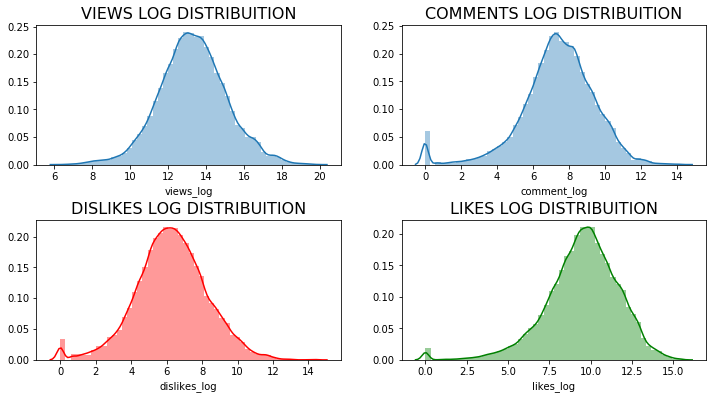 VIEWS LOG DISTRIBUITION
0.25
0.20
0.15
0.10
0.05
0.00
6 8 10 12 14 16 18 20
views_log
COMMENTS LOG DISTRIBUITION
0.25
0.20
0.15
0.10
0.05
0.00
0 2 4 6 8 10 12 14
comment_log
DISLIKES LOG DISTRIBUITION
0.20
0.15
0.10
0.05
0.00
0 2 4 6 8 10 12 14
dislikes_log
LIKES LOG DISTRIBUITION
0.20
0.15
0.10
0.05
0.00
0.0 2.5 5.0 7.5 10.0 12.5 15.0
likes_log